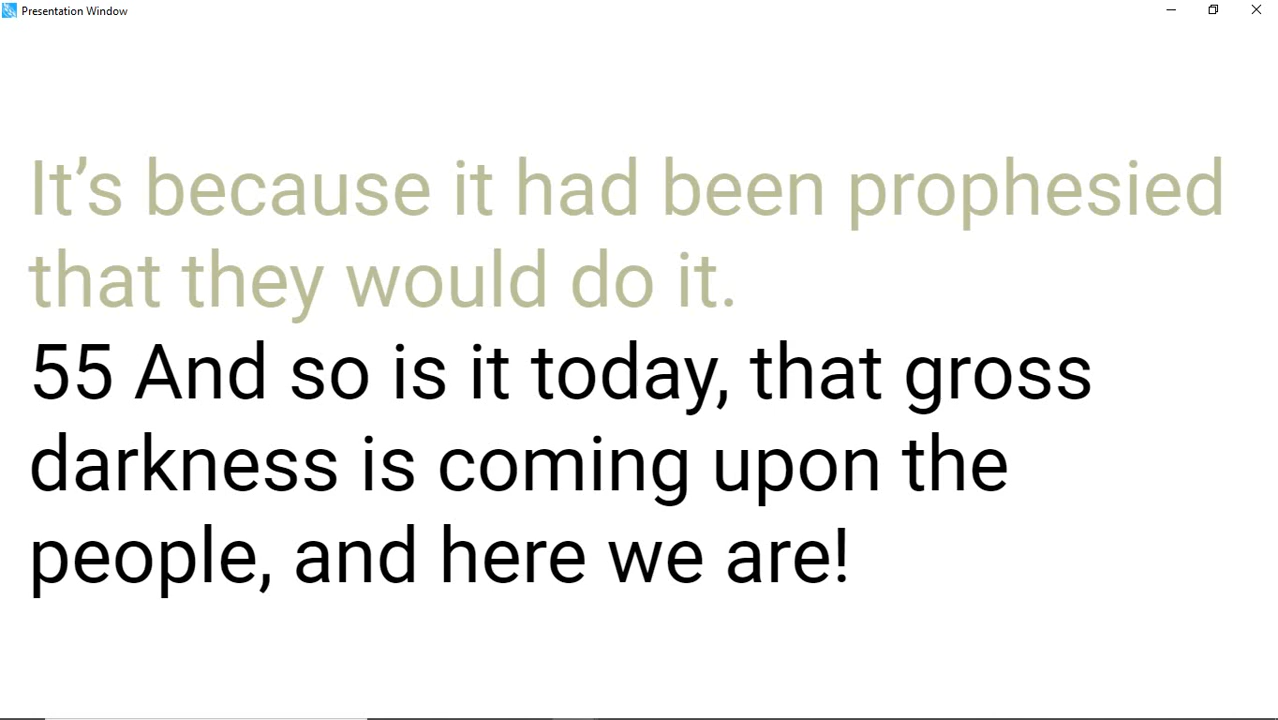 Presentation Window
It’s because it had been prophesied
that they would do it.
55 And so is it today, that gross
darkness is coming upon the
people, and here we are!